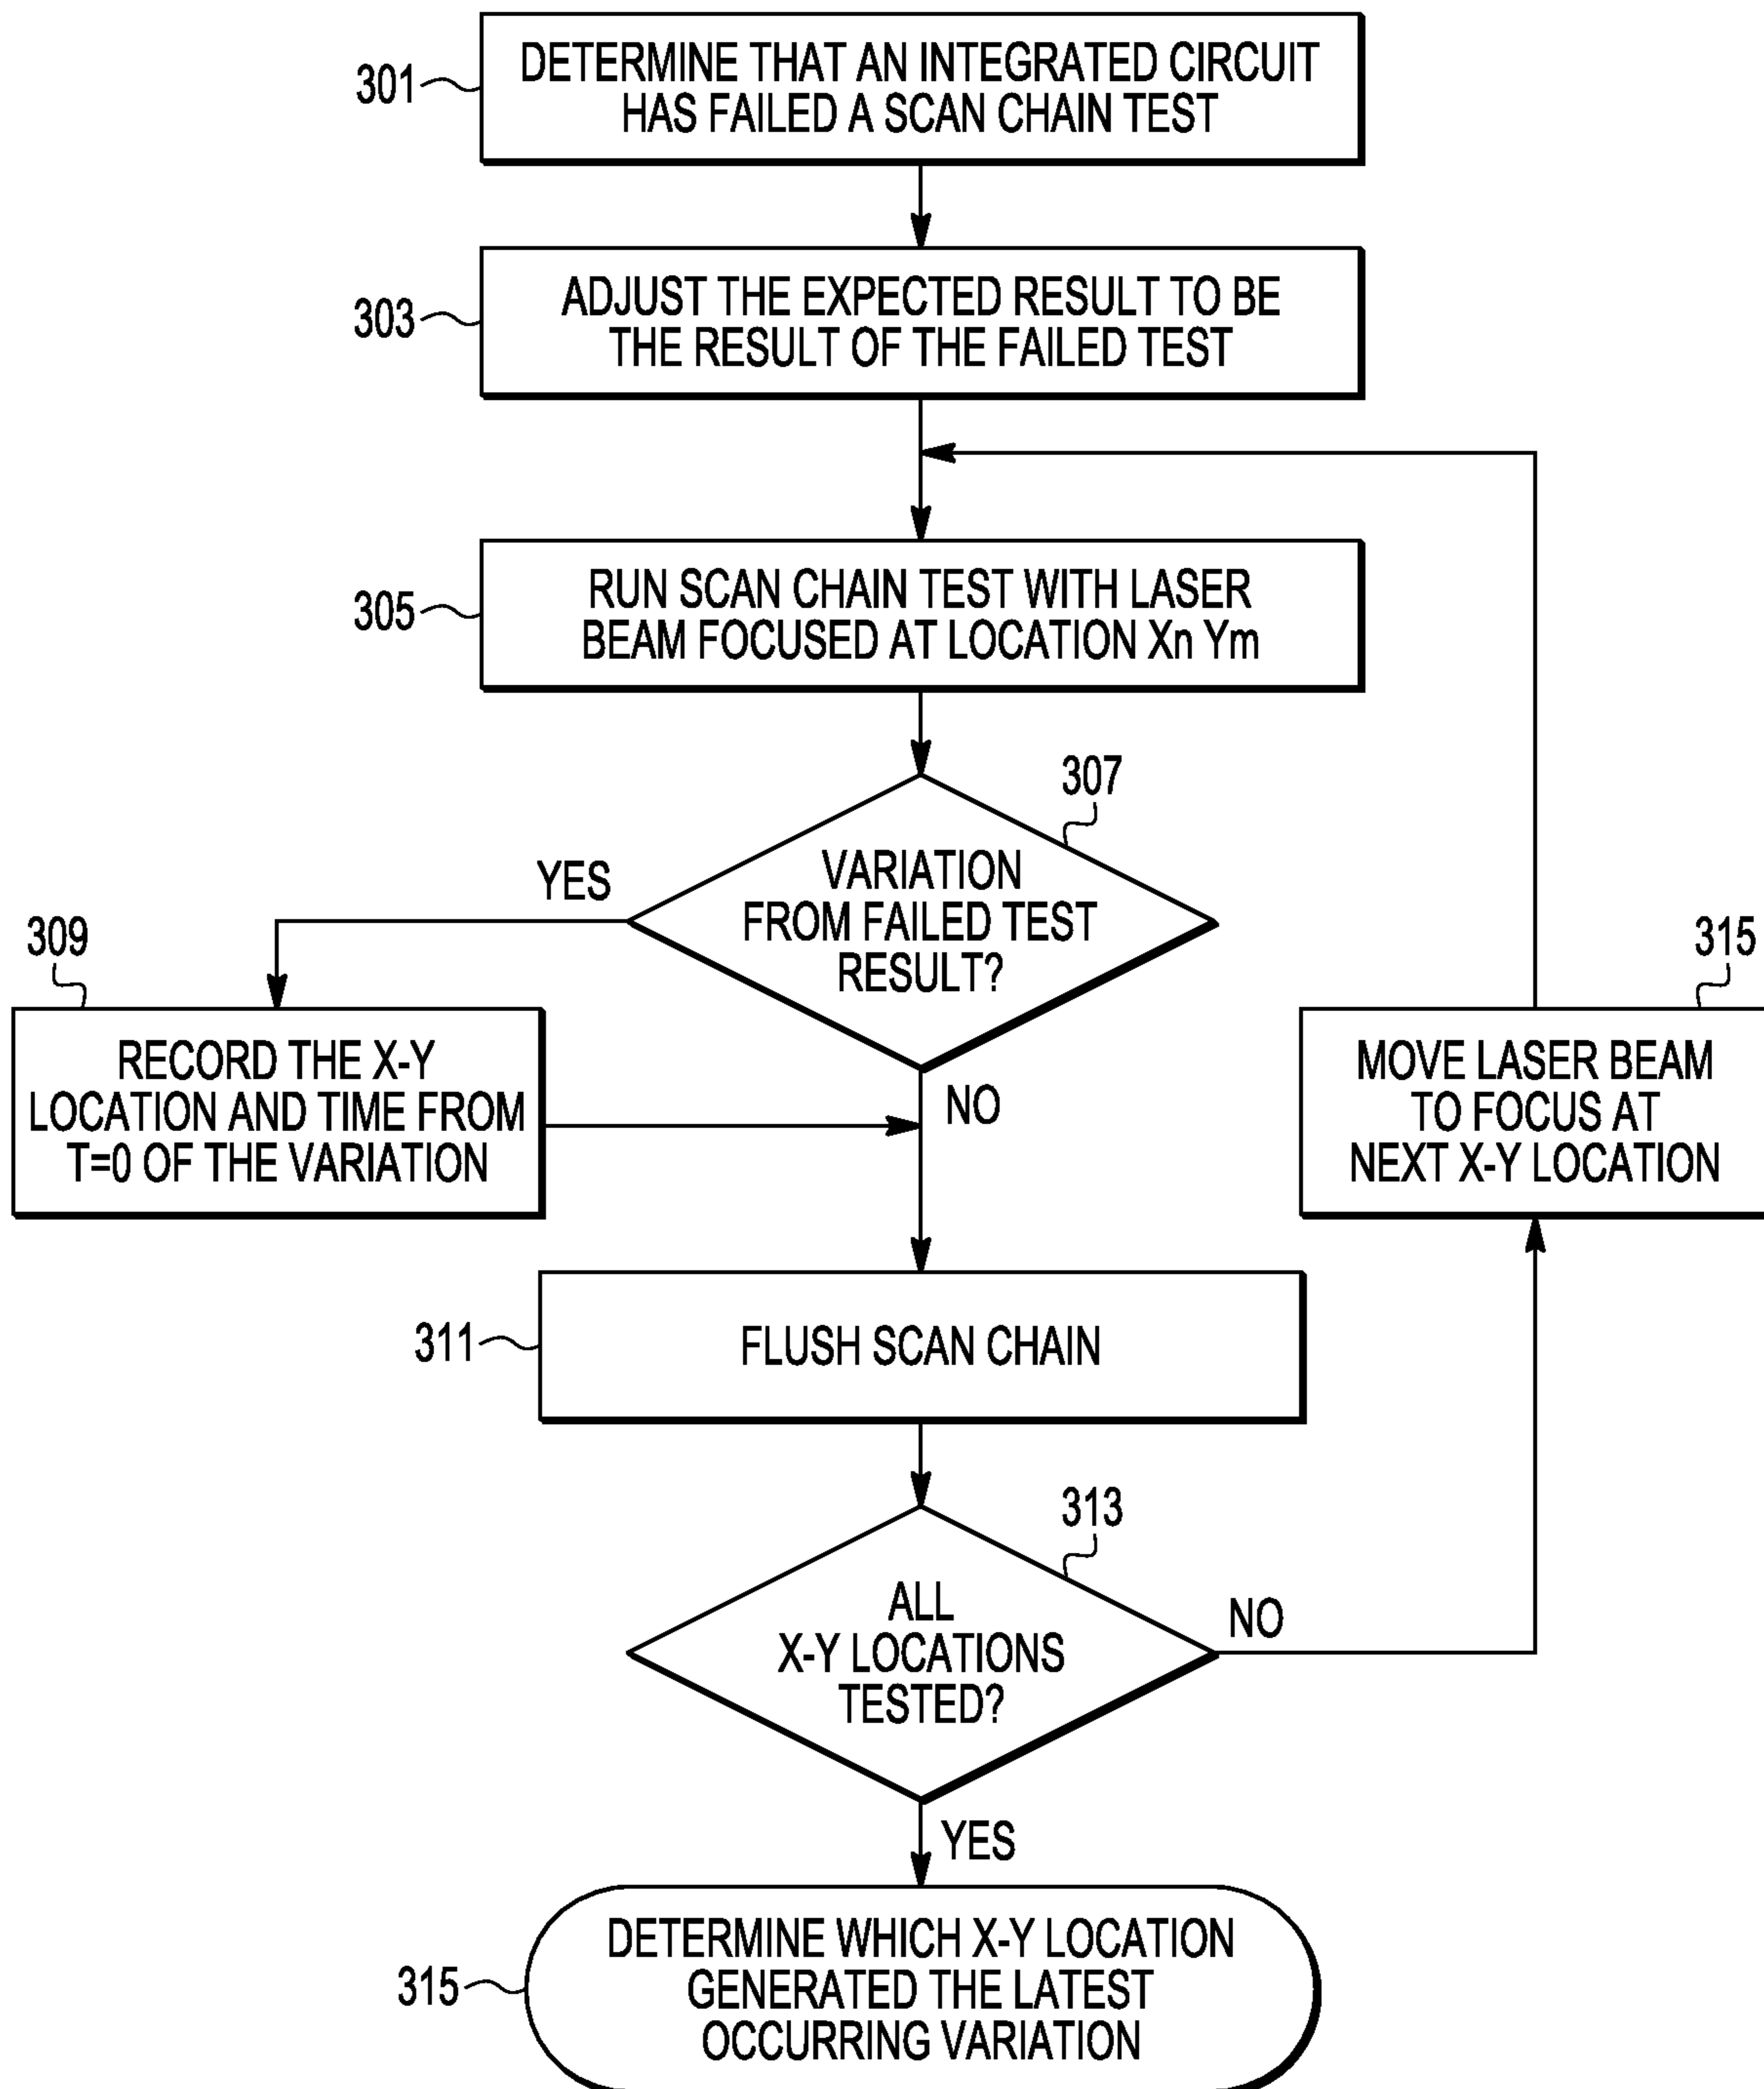 301
DETERMINE THAT AN INTEGRATED CIRCUIT
HAS FAILED A SCAN CHAIN TEST
303
ADJUST THE EXPECTED RESULT TO BE
THE RESULT OF THE FAILED TEST
305
RUN SCAN CHAIN TEST WITH LASER
BEAM FOCUSED AT LOCATION Xn Ym
307
VARIATION
FROM FAILED TEST
RESULT?
YES
NO
309
RECORD THE X-Y
LOCATION AND TIME FROM
T=0 OF THE VARIATION
315
MOVE LASER BEAM
TO FOCUS AT
NEXT X-Y LOCATION
311
FLUSH SCAN CHAIN
313
ALL
X-Y LOCATIONS
TESTED?
NO
YES
315
DETERMINE WHICH X-Y LOCATION
GENERATED THE LATEST
OCCURRING VARIATION